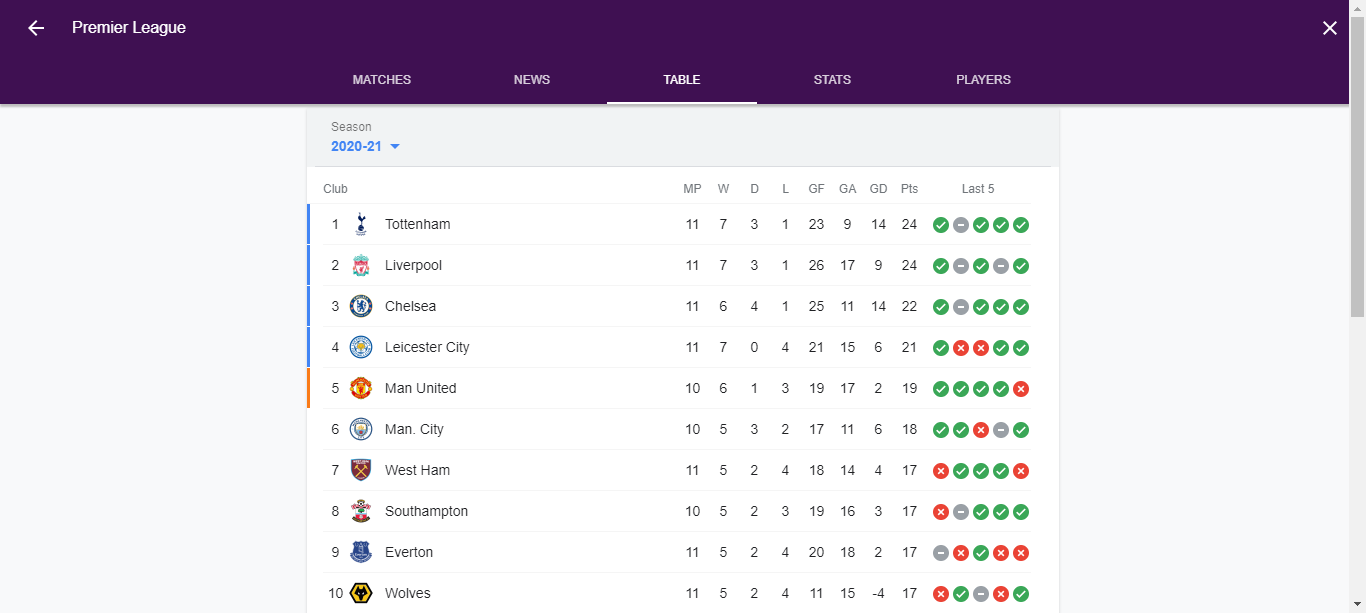 Premier League
MATCHES NEWS TABLE STATS PLAYERS
Season
2020-21
Club MP W D L GF GA GD Pts Last 5
1 Tottenham 11 7 3 1 23 9 14 24
2 Liverpool 11 7 3 1 26 17 9 24
3 Chelsea 11 6 4 1 25 11 14 22
4 Leicester City 11 7 0 4 21 15 6 21
5 Man United 10 6 1 3 19 17 2 19
6 Man. City 10 5 3 2 17 11 6 18
7 West Ham 11 5 2 4 18 14 4 17
8 Southampton 10 5 2 3 19 16 3 17
9 Everton 11 5 2 4 20 18 2 17
10 Wolves 11 5 2 4 11 15 -4 17